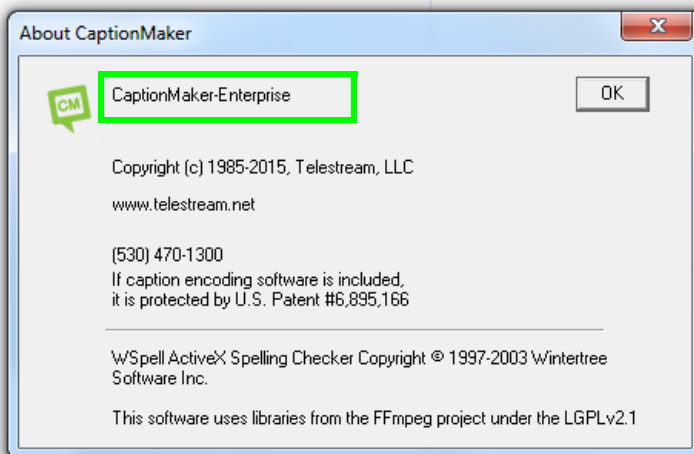 About CaptionMaker
CM
CaptionMaker-Enterprise
OK
Copyright (c) 1985-2015, Telestream, LLC
www.telestream.net
(530) 470-1300
If caption encoding software is included,
it is protected by U.S. Patent #6,895,166
WSpell ActiveX Spelling Checker Copyright © 1997-2003 Wintertree
Software Inc.
This software uses libraries from the FFmpeg project under the LGPLv2.1